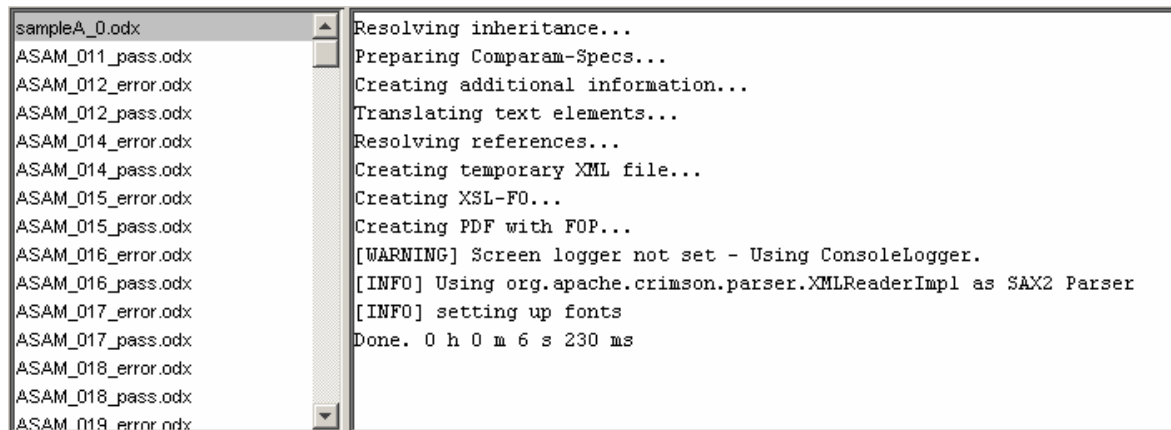 sampleA_0.odx
ASAM_011_pass.odx
ASAM_012_error.odx
ASAM_012_pass.odx
ASAM_014_error.odx
ASAM_014_pass.odx
ASAM_015_error.odx
ASAM_015_pass.odx
ASAM_016_error.odx
ASAM_016_pass.odx
ASAM_017_error.odx
ASAM_017_pass.odx
ASAM_018_error.odx
ASAM_018_pass.odx
ASAM_019_error.odx
Resolving inheritance...
Preparing Comparam-Specs...
Creating additional information...
Translating text elements...
Resolving references...
Creating temporary XML file...
Creating XSL-FO...
Creating PDF with FOP...
[WARNING] Screen logger not set - Using ConsoleLogger.
[INFO] Using org.apache.crimson.parser.XMLReaderImpl as SAX2 Parser
[INFO] setting up fonts
Done. 0 h 0 m 6 s 230 ms